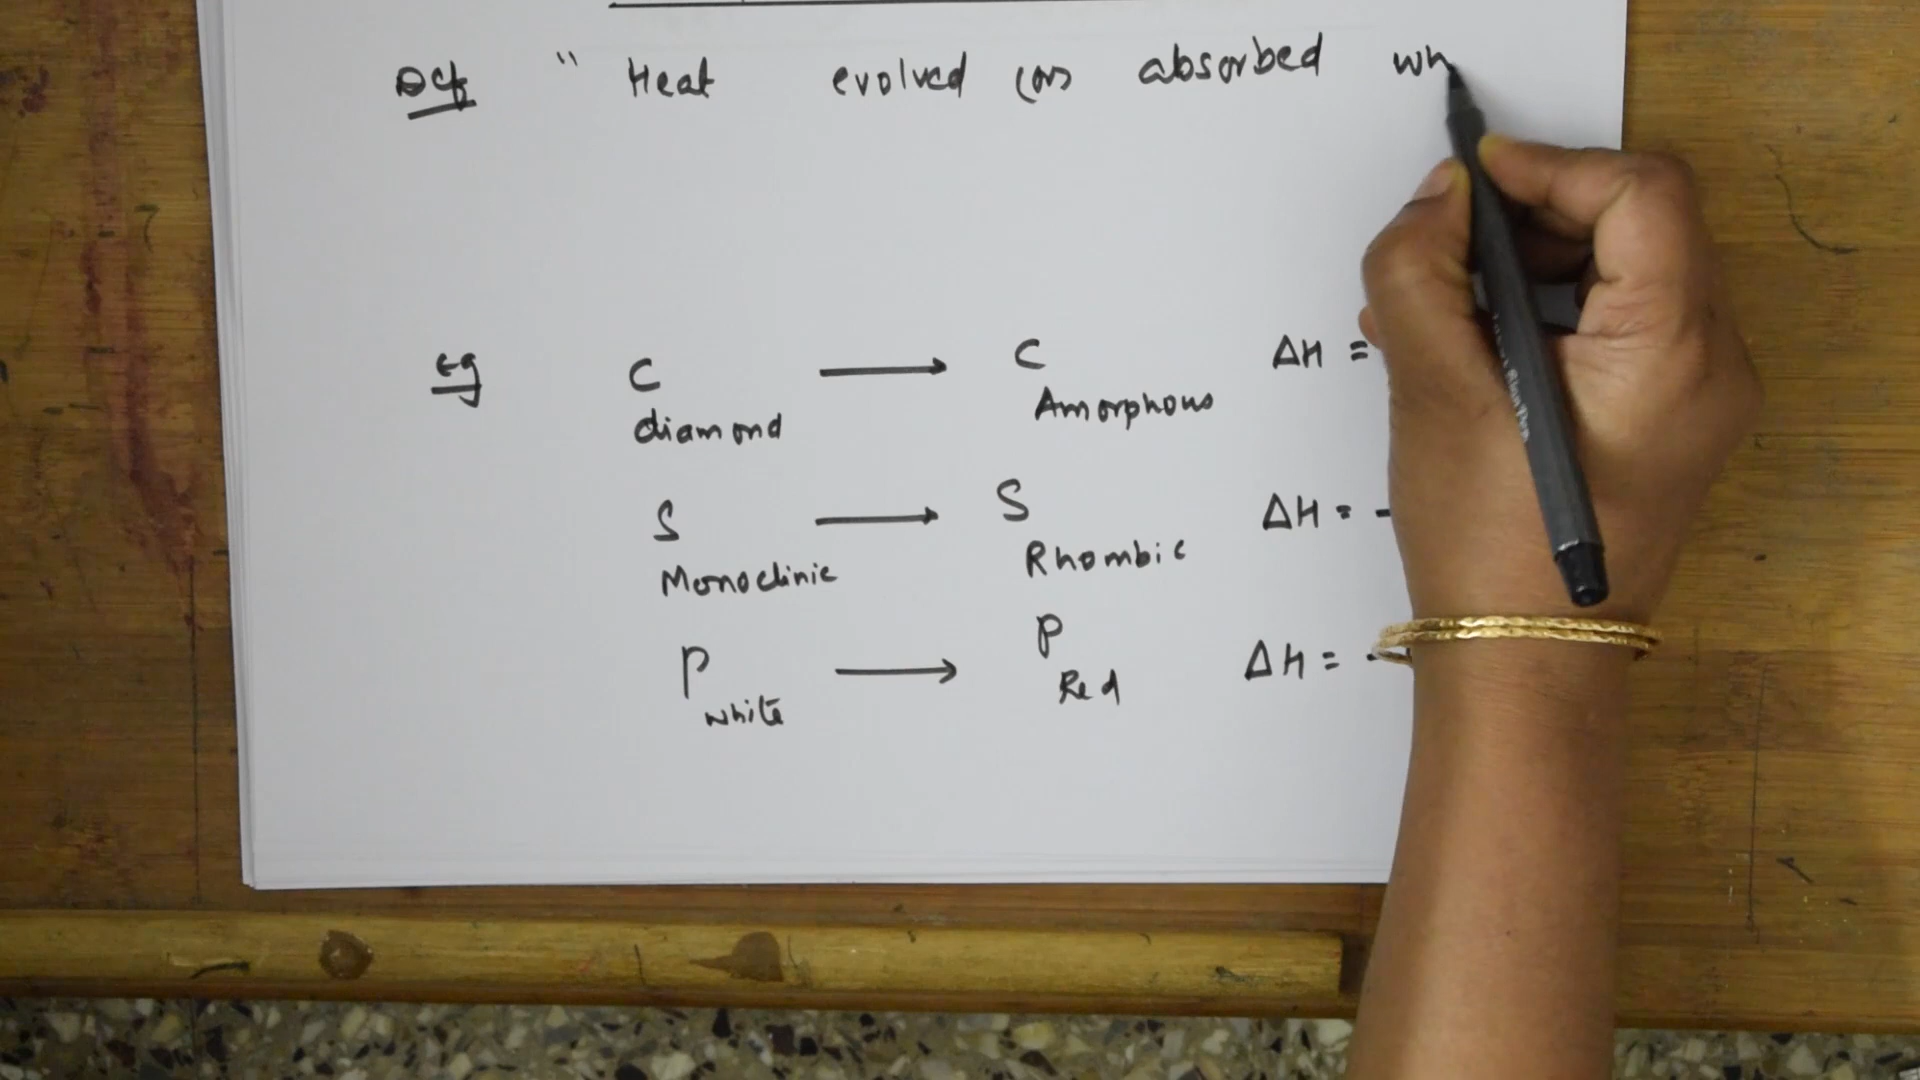 Def " Heat evolved (or) absorbed wh
Eg C ⟶ C ΔH =
diamond Amorphous
S ⟶ S ΔH = -
Monoclinic Rhombic
P ⟶ P ΔH = -
white Red